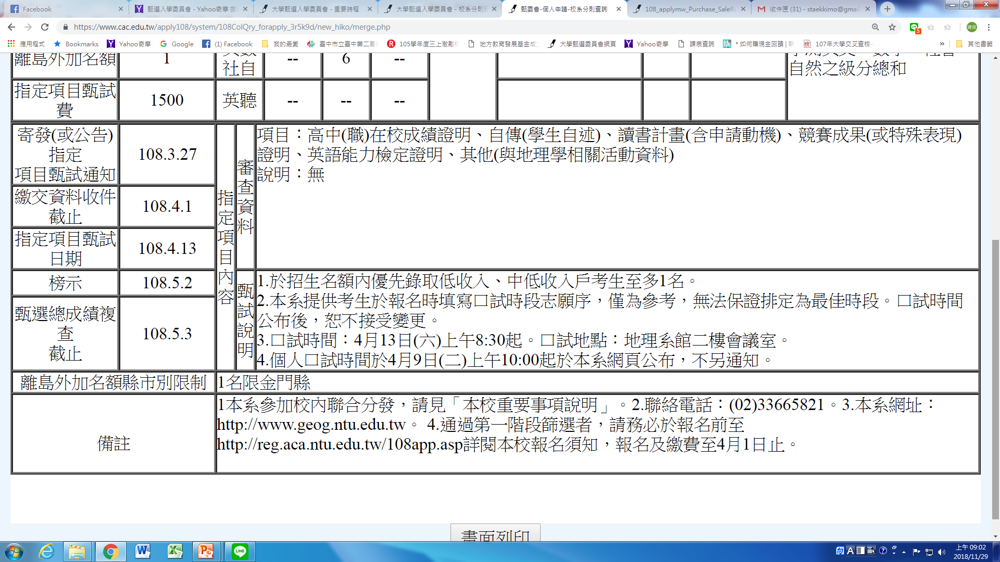 Facebook
甄選入學委員會 - Yahoo奇摩 搜
大學甄選入學委員會 - 重要時程
大學甄選入學委員會 - 校系分則查
甄委會-個人申請-校系分則查詢
108_applymw_Purchase_SaleR
收件匣 (31) - staekkimo@gmail
https://www.cac.edu.tw/apply108/system/108ColQry_forapply_3r5k9d/new_hiko/merge.php
應用程式
Bookmarks
Yahoo奇摩
Google
(1) Facebook
我的最愛
臺中市立臺中第二高
105學年度三上激勵
地方教育發展基金成
大學甄選委員會網頁
Yahoo奇摩
課表查詢
*如何賺現金回饋 |
107年大學交叉查榜-
»
其他書籤
離島外加名額
1
社自
--
6
--
自然之級分總和
指定項目甄試
費
1500
英聽
--
--
--
寄發(或公告)
指定
項目甄試通知
108.3.27
繳交資料收件
截止
108.4.1
指定項目甄試
日期
108.4.13
榜示
108.5.2
甄選總成績複
查
截止
108.5.3
指定項目內容
審查資料
項目：高中(職)在校成績證明、自傳(學生自述)、讀書計畫(含申請動機)、競賽成果(或特殊表現)
證明、英語能力檢定證明、其他(與地理學相關活動資料)
說明：無
甄試說明
1.於招生名額內優先錄取低收入、中低收入戶考生至多1名。
2.本系提供考生於報名時填寫口試時段志願序，僅為參考，無法保證排定為最佳時段。口試時間
公布後，恕不接受變更。
3.口試時間：4月13日(六)上午8:30起。口試地點：地理系館二樓會議室。
4.個人口試時間於4月9日(二)上午10:00起於本系網頁公布，不另通知。
離島外加名額縣市別限制
1名限金門縣
備註
1本系參加校內聯合分發，請見「本校重要事項說明」。2.聯絡電話：(02)33665821。3.本系網址：
http://www.geog.ntu.edu.tw。 4.通過第一階段篩選者，請務必於報名前至
http://reg.aca.ntu.edu.tw/108app.asp詳閱本校報名須知，報名及繳費至4月1日止。
畫面列印
上午 09:02
2018/11/29